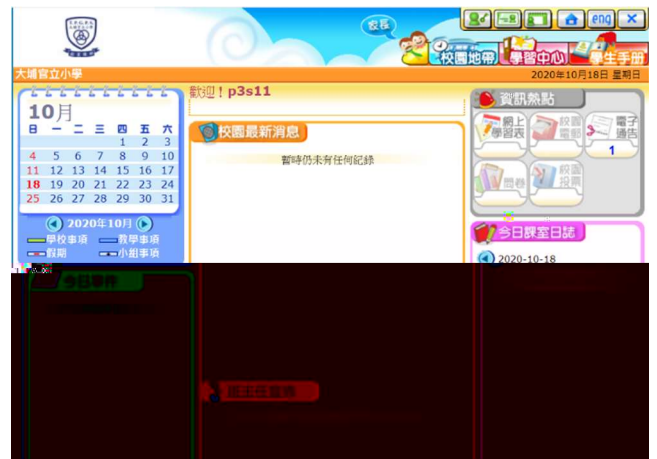 家長
eng
校園地帶 學習中心 學生手冊
大埔官立小學
2020年10月18日 星期日
10月
日 一 二 三 四 五 六
1 2 3
4 5 6 7 8 9 10
11 12 13 14 15 16 17
18 19 20 21 22 23 24
25 26 27 28 29 30 31
2020年10月
學校事項 教學事項
假期 小組事項
今日事件
歡迎！p3s11
校園最新消息
暫時仍未有任何紀錄
資訊熱點
網上學習表 校園電郵 電子通告
1
問卷 校園投票
今日課室日誌
2020-10-18